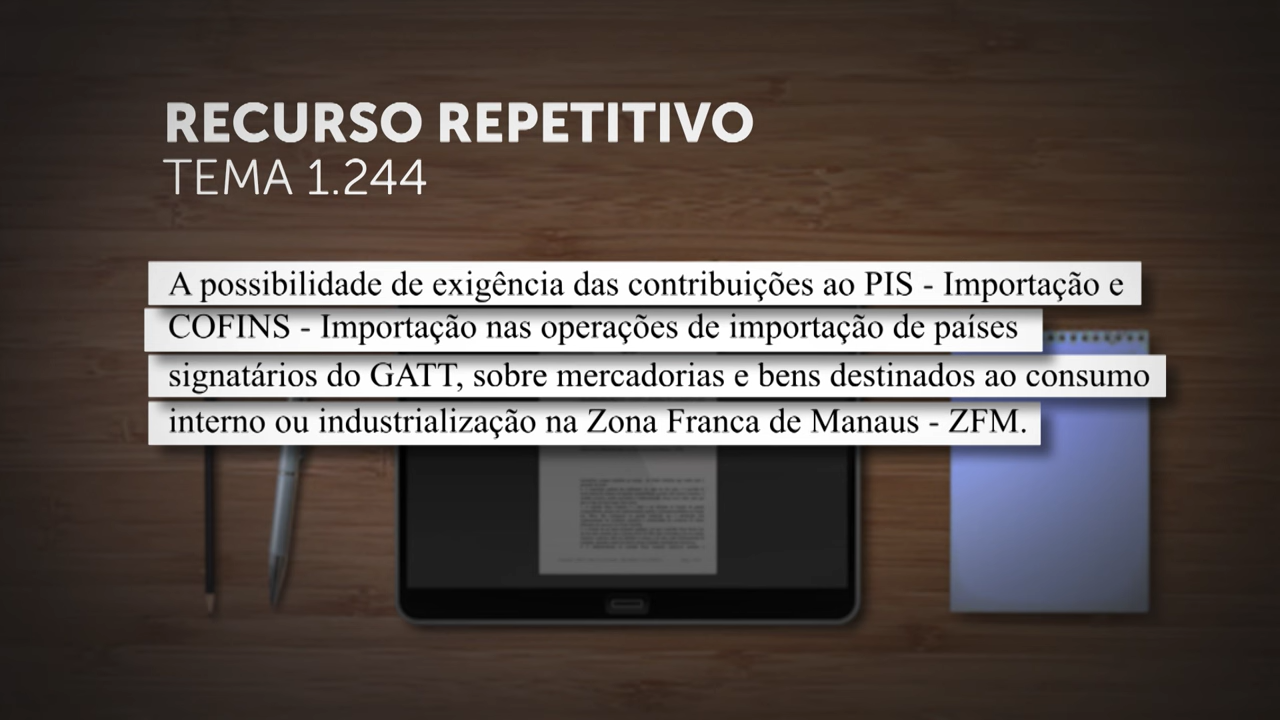 RECURSO REPETITIVO
TEMA 1.244
A possibilidade de exigência das contribuições ao PIS - Importação e
COFINS - Importação nas operações de importação de países
signatários do GATT, sobre mercadorias e bens destinados ao consumo
interno ou industrialização na Zona Franca de Manaus - ZFM.